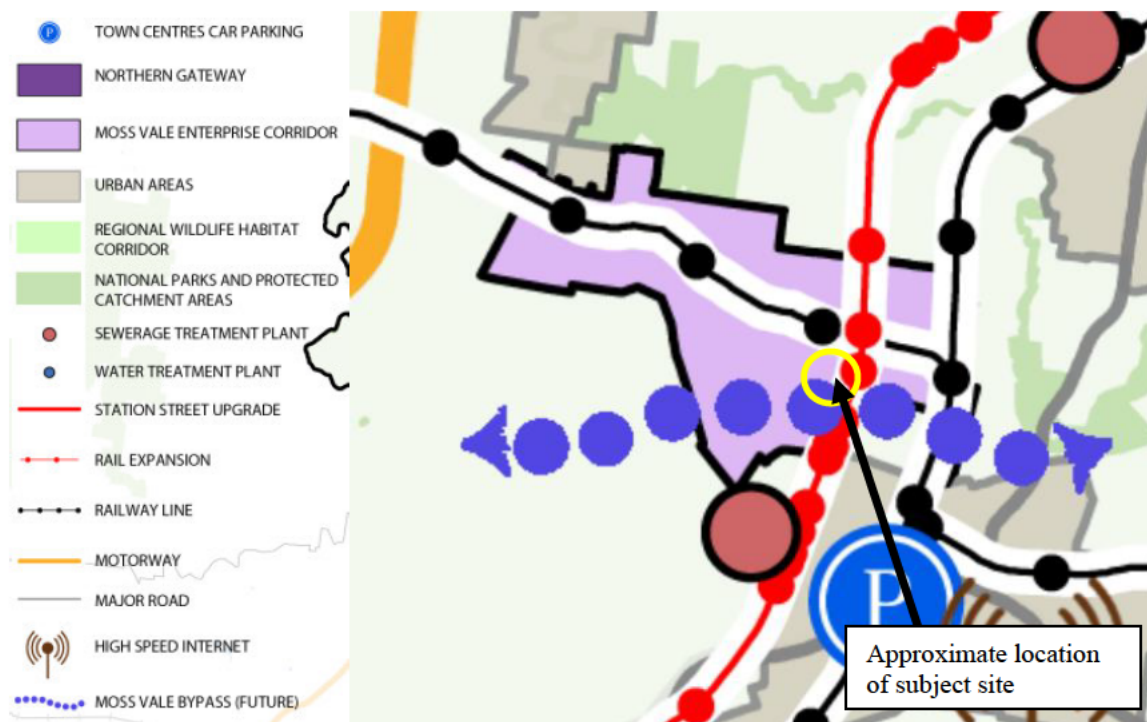 P
TOWN CENTRES CAR PARKING
NORTHERN GATEWAY
MOSS VALE ENTERPRISE CORRIDOR
URBAN AREAS
REGIONAL WILDLIFE HABITAT
CORRIDOR
NATIONAL PARKS AND PROTECTED
CATCHMENT AREAS
SEWERAGE TREATMENT PLANT
WATER TREATMENT PLANT
STATION STREET UPGRADE
RAIL EXPANSION
RAILWAY LINE
MOTORWAY
MAJOR ROAD
HIGH SPEED INTERNET
MOSS VALE BYPASS (FUTURE)
P
Approximate location
of subject site